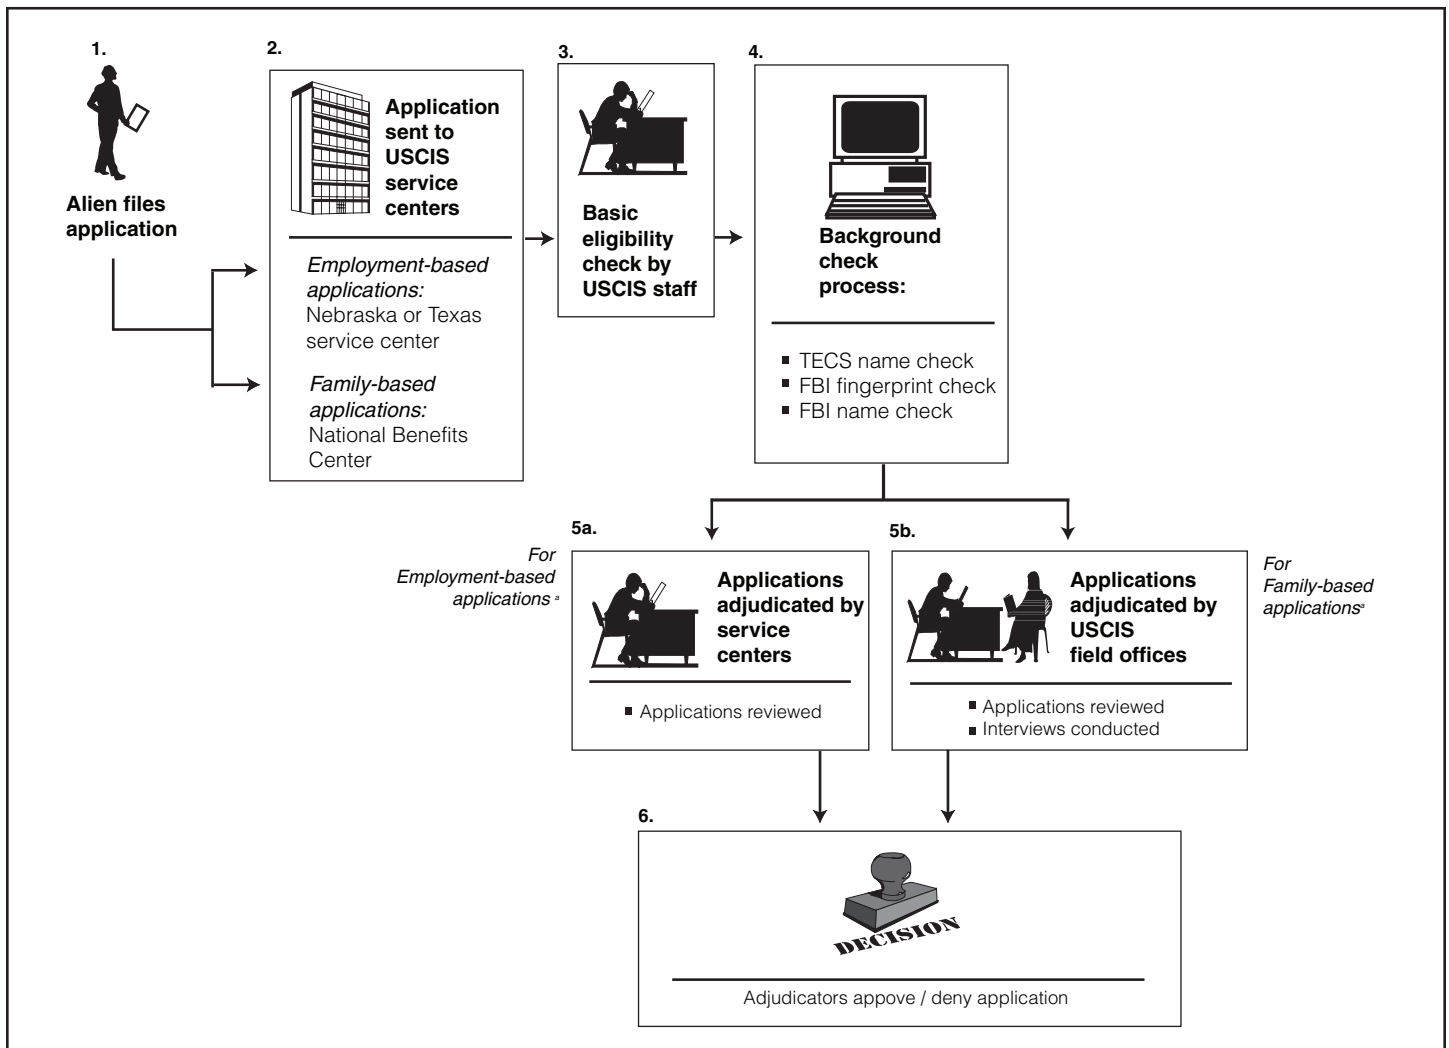 1.
Alien files
application
2.
Application
sent to
USCIS
service
centers
Employment-based
applications:
Nebraska or Texas
service center
Family-based
applications:
National Benefits
Center
3.
Basic
eligibility
check by
USCIS staff
4.
Background
check
process:
■ TECS name check
■ FBI fingerprint check
■ FBI name check
5a.
For
Employment-based
applications a
Applications
adjudicated by
service
centers
■ Applications reviewed
5b.
Applications
adjudicated by
USCIS
field offices
■ Applications reviewed
■ Interviews conducted
For
Family-based
applicationsa
6.
DECISION
Adjudicators appove / deny application